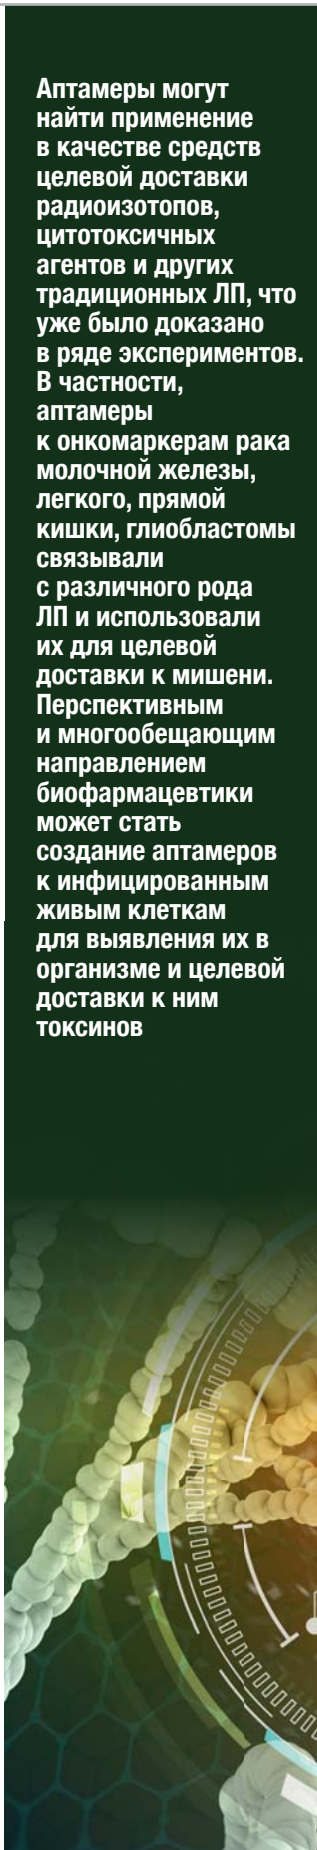 Аптамеры могут
найти применение
в качестве средств
целевой доставки
радиоизотопов,
цитотоксичных
агентов и других
традиционных ЛП, что
уже было доказано
в ряде экспериментов.
В частности,
аптамеры
к онкомаркерам рака
молочной железы,
легкого, прямой
кишки, глиобластомы
связывали
с различного рода
ЛП и использовали
их для целевой
доставки к мишени.
Перспективным
и многообещающим
направлением
биофармацевтики
может стать
создание аптамеров
к инфицированным
живым клеткам
для выявления их в
организме и целевой
доставки к ним
токсинов